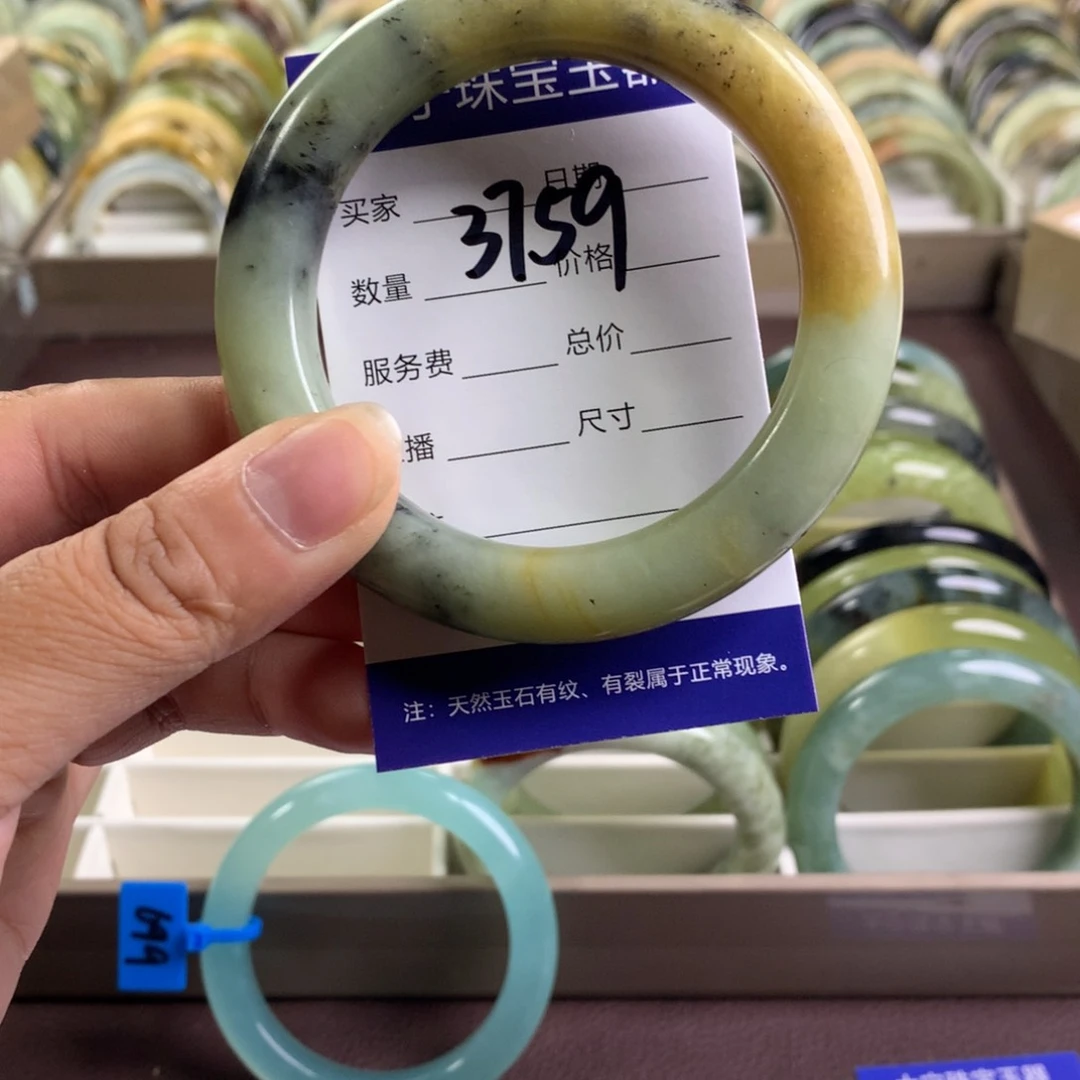 珠宝玉器
买家 日期
3759
数量 价格
服务费 总价
播 尺寸
注：天然玉石有纹、有裂属于正常现象。